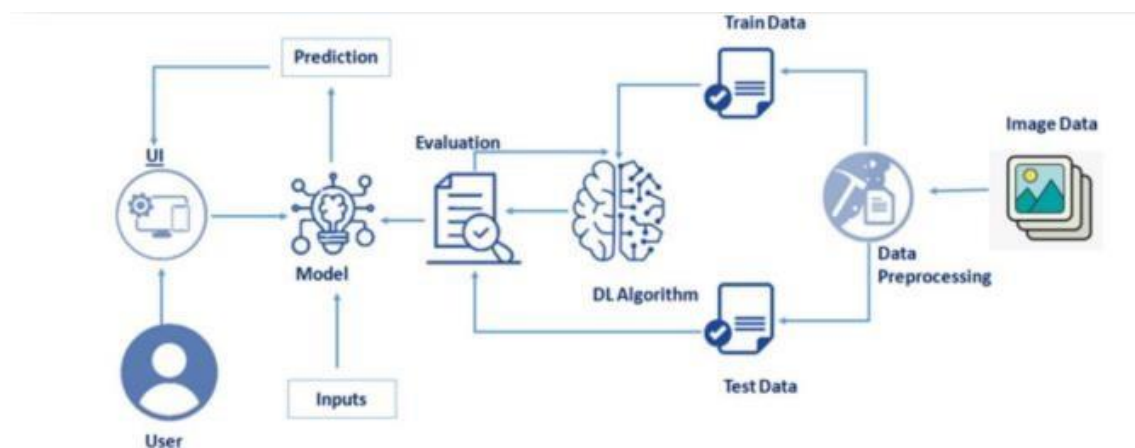 Train Data
Prediction
Image Data
Evaluation
UI
Data
Preprocessing
Model
DL Algorithm
Test Data
Inputs
User